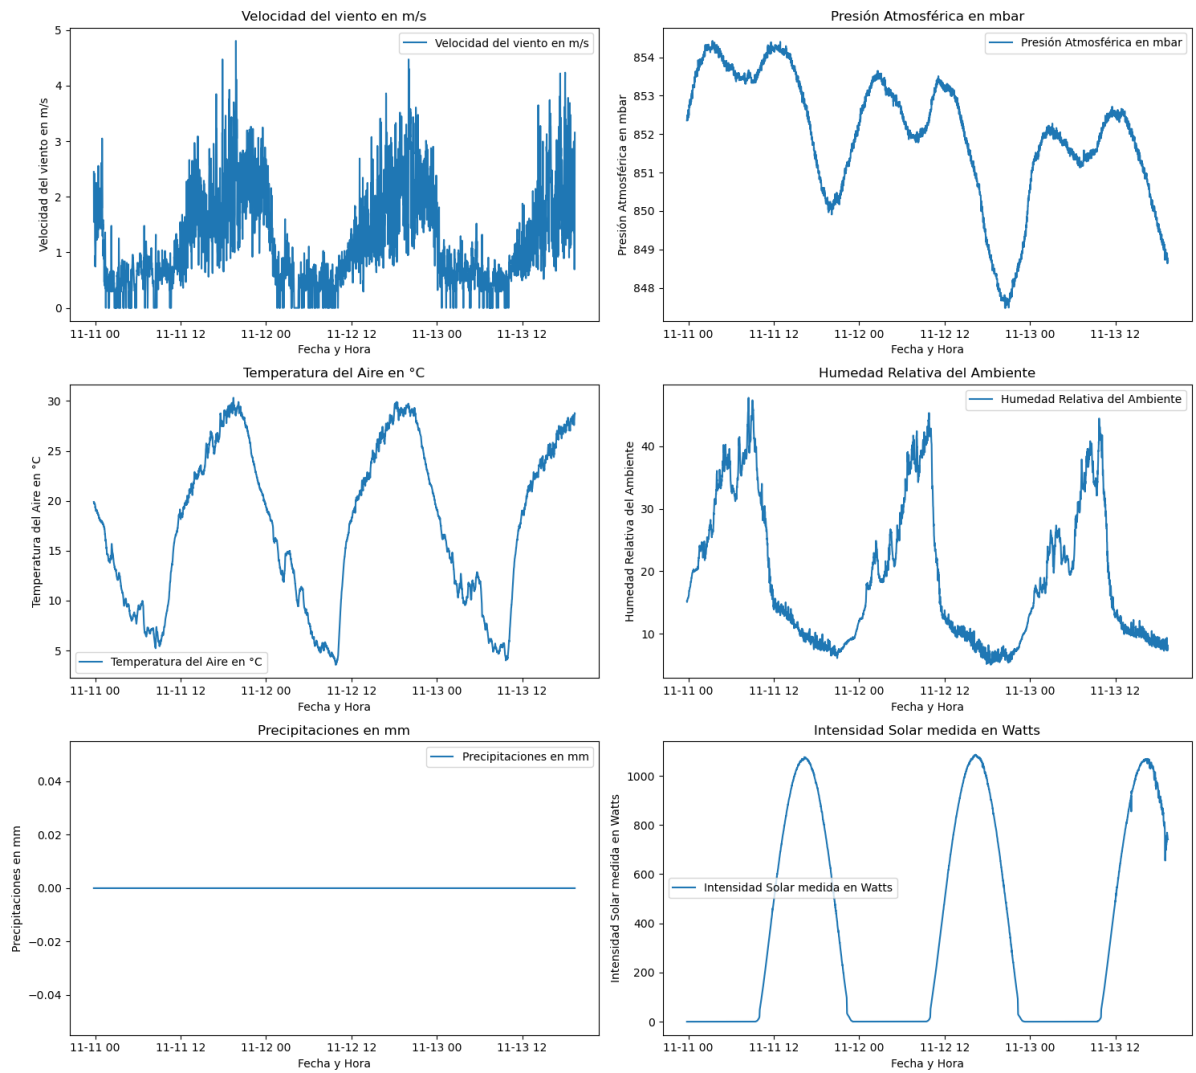 Velocidad del viento en m/s
Velocidad del viento en m/s
Velocidad del viento en m/s
5
4
3
2
1
0
11-11 00
11-11 12
11-12 00
11-12 12
11-13 00
11-13 12
Fecha y Hora
Presión Atmosférica en mbar
Presión Atmosférica en mbar
Presión Atmosférica en mbar
854
853
852
851
850
849
848
11-11 00
11-11 12
11-12 00
11-12 12
11-13 00
11-13 12
Fecha y Hora
Temperatura del Aire en °C
Temperatura del Aire en °C
30
25
20
15
10
5
Temperatura del Aire en °C
11-11 00
11-11 12
11-12 00
11-12 12
11-13 00
11-13 12
Fecha y Hora
Humedad Relativa del Ambiente
Humedad Relativa del Ambiente
Humedad Relativa del Ambiente
40
30
20
10
11-11 00
11-11 12
11-12 00
11-12 12
11-13 00
11-13 12
Fecha y Hora
Precipitaciones en mm
Precipitaciones en mm
Precipitaciones en mm
0.04
0.02
0.00
−0.02
−0.04
11-11 00
11-11 12
11-12 00
11-12 12
11-13 00
11-13 12
Fecha y Hora
Intensidad Solar medida en Watts
Intensidad Solar medida en Watts
1000
800
600
Intensidad Solar medida en Watts
400
200
0
11-11 00
11-11 12
11-12 00
11-12 12
11-13 00
11-13 12
Fecha y Hora